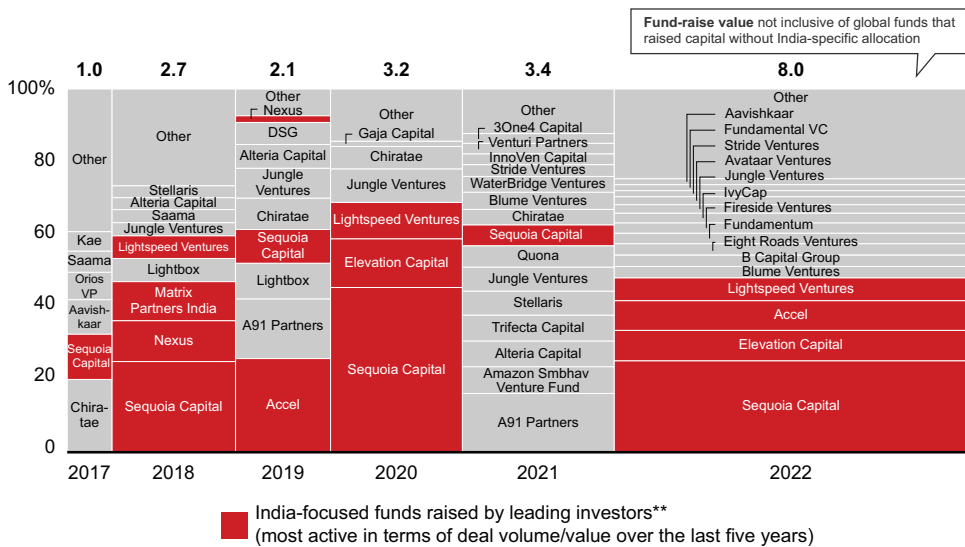 Fund-raise value not inclusive of global funds that
raised capital without India-specific allocation
1.0
2.7
2.1
3.2
3.4
8.0
100%
80
60
40
20
0
Other
Kae
Saama
Orios
VP
Aavish-
kaar
Sequoia
Capital
Chira-
tae
2017
Other
Stellaris
Alteria Capital
Saama
Jungle Ventures
Lightspeed Ventures
Lightbox
Matrix
Partners India
Nexus
Sequoia Capital
2018
Other
Nexus
DSG
Alteria Capital
Jungle
Ventures
Chiratae
Sequoia
Capital
Lightbox
A91 Partners
Accel
2019
Other
Gaja Capital
Chiratae
Jungle Ventures
Lightspeed Ventures
Elevation Capital
Sequoia Capital
2020
Other
3One4 Capital
Venturi Partners
InnoVen Capital
Stride Ventures
WaterBridge Ventures
Blume Ventures
Chiratae
Sequoia Capital
Quona
Jungle Ventures
Stellaris
Trifecta Capital
Alteria Capital
Amazon Smbhav
Venture Fund
A91 Partners
2021
Other
Aavishkaar
Fundamental VC
Stride Ventures
Avataar Ventures
Jungle Ventures
IvyCap
Fireside Ventures
Fundamentum
Eight Roads Ventures
B Capital Group
Blume Ventures
Lightspeed Ventures
Accel
Elevation Capital
Sequoia Capital
2022
India-focused funds raised by leading investors**
(most active in terms of deal volume/value over the last five years)